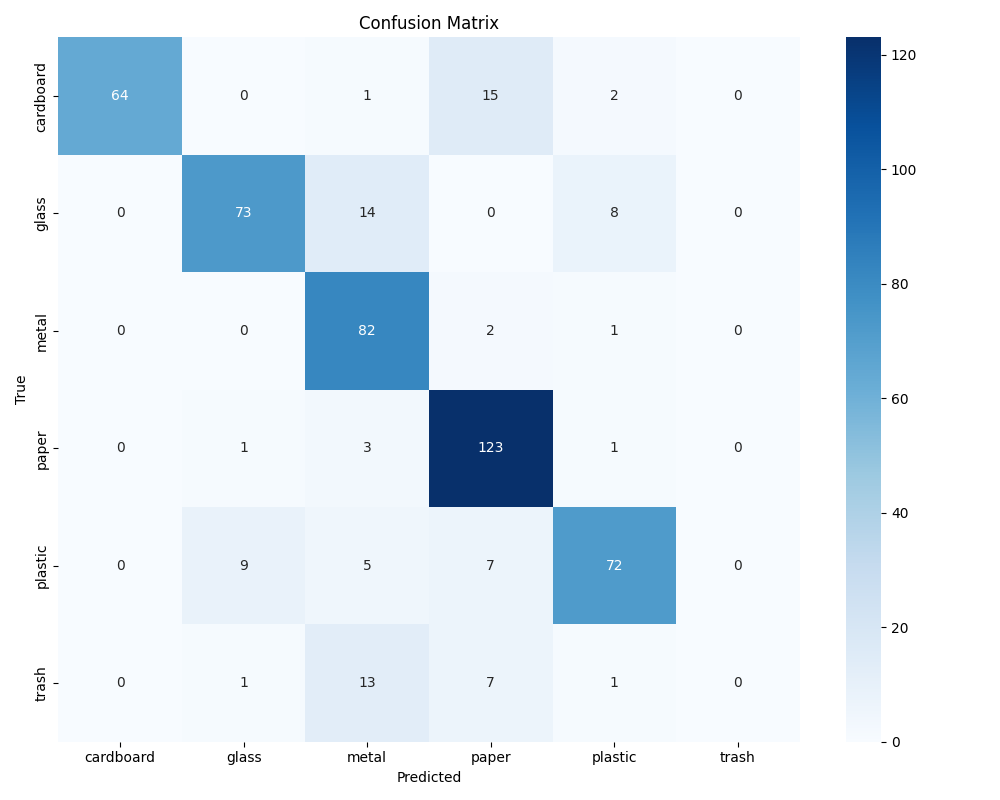 Confusion Matrix
cardboard 64 0 1 15 2 0
glass 0 73 14 0 8 0
metal 0 0 82 2 1 0
paper 0 1 3 123 1 0
plastic 0 9 5 7 72 0
trash 0 1 13 7 1 0
True
cardboard glass metal paper plastic trash
Predicted
120
100
80
60
40
20
0